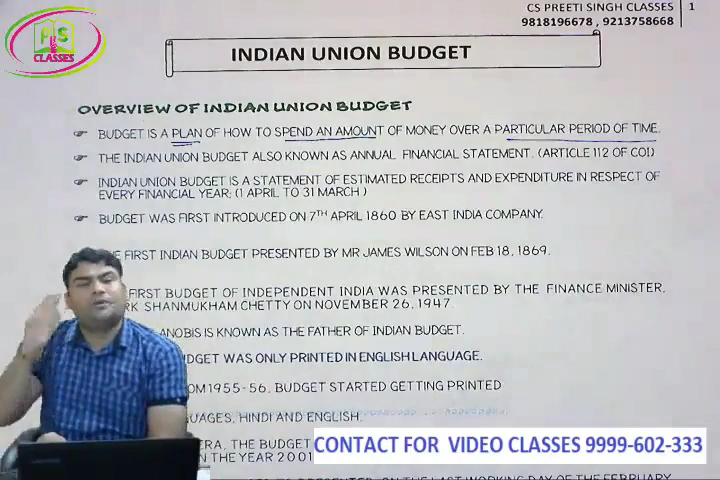 CS PREETI SINGH CLASSES
9818196678 , 9213758668
1
PS
CLASSES
INDIAN UNION BUDGET
OVERVIEW OF INDIAN UNION BUDGET
☞ BUDGET IS A PLAN OF HOW TO SPEND AN AMOUNT OF MONEY OVER A PARTICULAR PERIOD OF TIME.
☞ THE INDIAN UNION BUDGET ALSO KNOWN AS ANNUAL FINANCIAL STATEMENT. (ARTICLE 112 OF COI)
☞ INDIAN UNION BUDGET IS A STATEMENT OF ESTIMATED RECEIPTS AND EXPENDITURE IN RESPECT OF
EVERY FINANCIAL YEAR; (1 APRIL TO 31 MARCH )
☞ BUDGET WAS FIRST INTRODUCED ON 7TH APRIL 1860 BY EAST INDIA COMPANY.
FIRST INDIAN BUDGET PRESENTED BY MR JAMES WILSON ON FEB 18, 1869.
FIRST BUDGET OF INDEPENDENT INDIA WAS PRESENTED BY THE FINANCE MINISTER,
RK SHANMUKHAM CHETTY ON NOVEMBER 26, 1947.
ANOBIS IS KNOWN AS THE FATHER OF INDIAN BUDGET.
WAS ONLY PRINTED IN ENGLISH LANGUAGE.
1955-56, BUDGET STARTED GETTING PRINTED
HINDI AND ENGLISH.
THE BUDGET
IN THE YEAR 2001
CONTACT FOR VIDEO CLASSES 9999-602-333
PRESENTED ON THE LAST WORKING DAY OF THE FEBRUARY